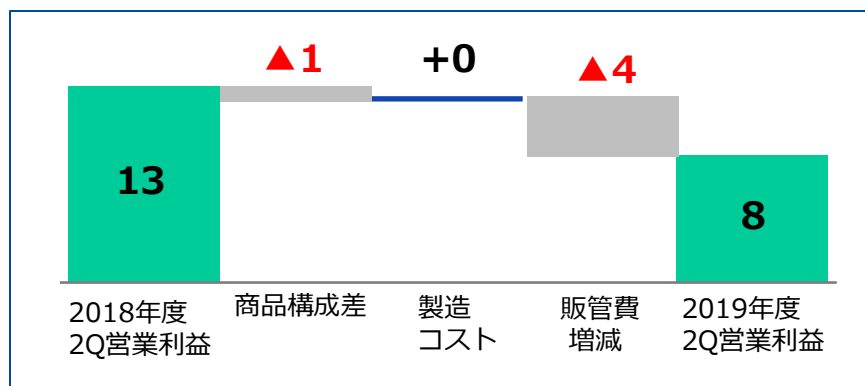 ▲1
+0
▲4
13
8
2018年度
2Q営業利益
商品構成差
製造
コスト
販管費
増減
2019年度
2Q営業利益